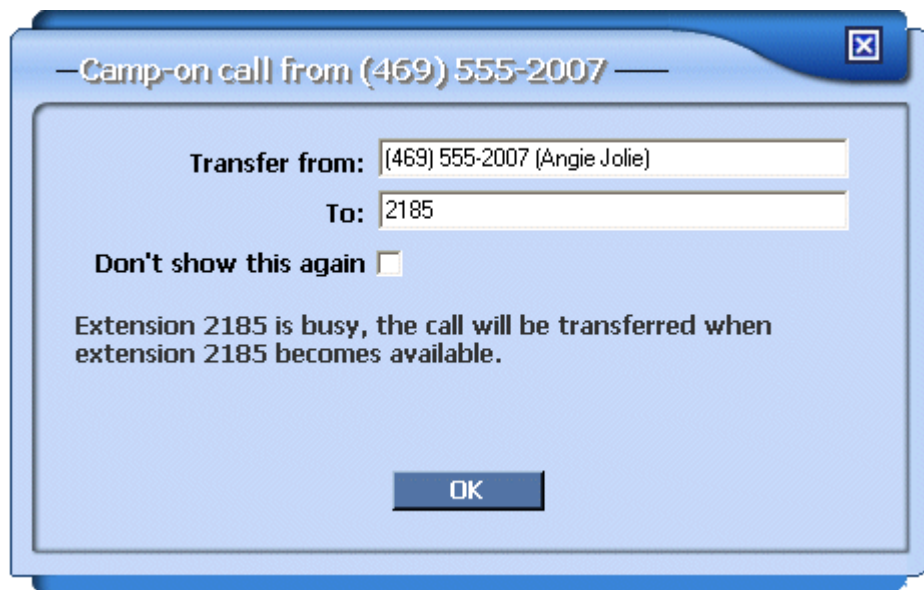 Camp-on call from (469) 555-2007
Transfer from: (469) 555-2007 (Angie Jolie)
To: 2185
Don't show this again
Extension 2185 is busy, the call will be transferred when
extension 2185 becomes available.
OK